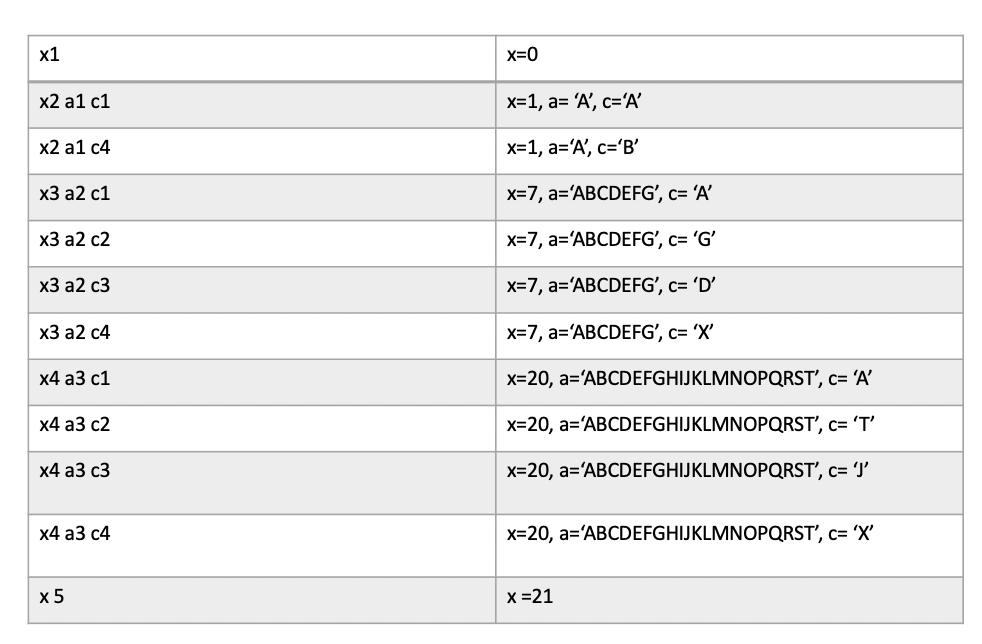 x1 x=0
x2 a1 c1 x=1, a= ‘A’, c=‘A’
x2 a1 c4 x=1, a=‘A’, c=‘B’
x3 a2 c1 x=7, a=‘ABCDEFG’, c= ‘A’
x3 a2 c2 x=7, a=‘ABCDEFG’, c= ‘G’
x3 a2 c3 x=7, a=‘ABCDEFG’, c= ‘D’
x3 a2 c4 x=7, a=‘ABCDEFG’, c= ‘X’
x4 a3 c1 x=20, a=‘ABCDEFGHIJKLMNOPQRST’, c= ‘A’
x4 a3 c2 x=20, a=‘ABCDEFGHIJKLMNOPQRST’, c= ‘T’
x4 a3 c3 x=20, a=‘ABCDEFGHIJKLMNOPQRST’, c= ‘J’
x4 a3 c4 x=20, a=‘ABCDEFGHIJKLMNOPQRST’, c= ‘X’
x 5 x =21